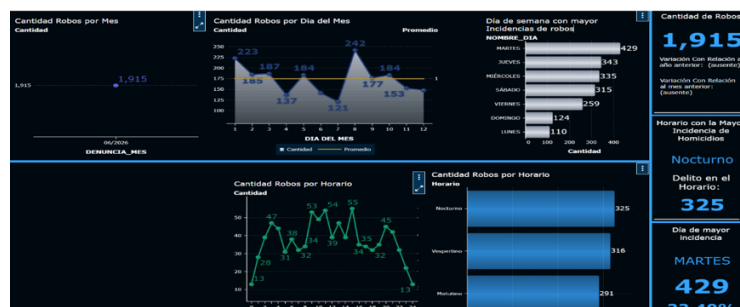 Cantidad Robos por Mes
Cantidad
1,915
1,915
06/2026
DENUNCIA_MES
Cantidad Robos por Dia del Mes
Cantidad
Promedio
250
225
200
175
150
125
100
223
185
187
137
184
121
242
177
184
153
1
1 2 3 4 5 6 7 8 9 10 11 12
DIA DEL MES
Cantidad
Promedio
Día de semana con mayor
Incidencias de robos
NOMBRE_DIA
MARTES 429
JUEVES 343
MIÉRCOLES 335
SÁBADO 315
VIERNES 259
DOMINGO 124
LUNES 110
0 100 200 300 400
Cantidad
Cantidad de Robos
1,915
Variación Con Relación a
año anterior: (ausente)
Variación Con Relación
al mes anterior:
(ausente)
Horario con la Mayo
Incidencia de
Homicidios
Nocturno
Delito en el
Horario:
325
Día de mayor
incidencia
MARTES
429
Cantidad Robos por Horario
Cantidad
50
40
30
20
10
13
28
47
31
38
32
34
53
54
39
55
34
35
32
45
13
Cantidad Robos por Horario
Horario
Nocturno 325
Vespertino 316
Matutino 291